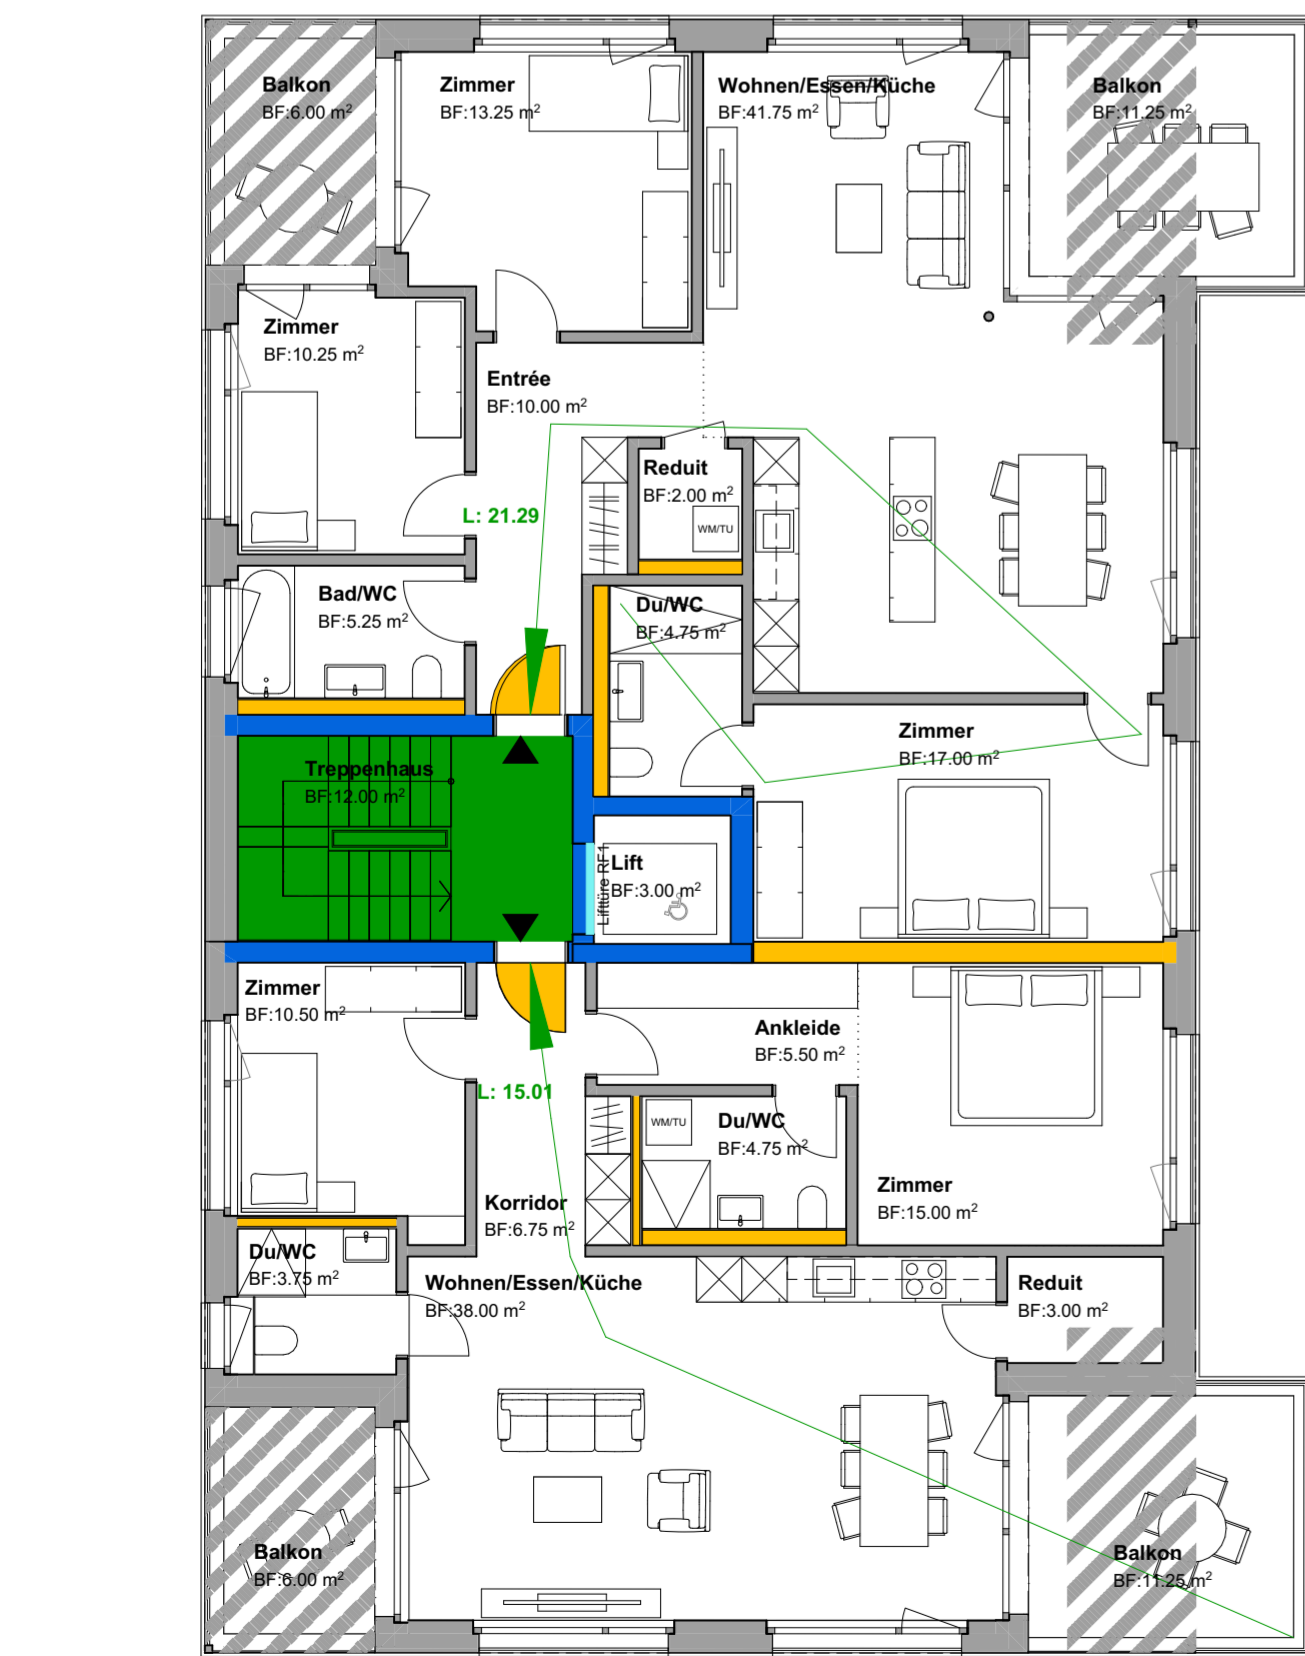 Balkon
BF:6.00 m²
Zimmer
BF:13.25 m²
Wohnen/Essen/Küche
BF:41.75 m²
Balkon
BF:11.25 m²
Zimmer
BF:10.25 m²
Entrée
BF:10.00 m²
Reduit
BF:2.00 m²
WM/TU
L: 21.29
Bad/WC
BF:5.25 m²
Du/WC
BF:4.75 m²
Zimmer
BF:17.00 m²
Treppenhaus
BF:12.00 m²
Lift
BF:3.00 m²
Lifttüre RF1
Zimmer
BF:10.50 m²
Ankleide
BF:5.50 m²
L: 15.01
WM/TU
Du/WC
BF:4.75 m²
Zimmer
BF:15.00 m²
Korridor
BF:6.75 m²
Du/WC
BF:3.75 m²
Wohnen/Essen/Küche
BF:38.00 m²
Reduit
BF:3.00 m²
Balkon
BF:6.00 m²
Balkon
BF:11.25 m²